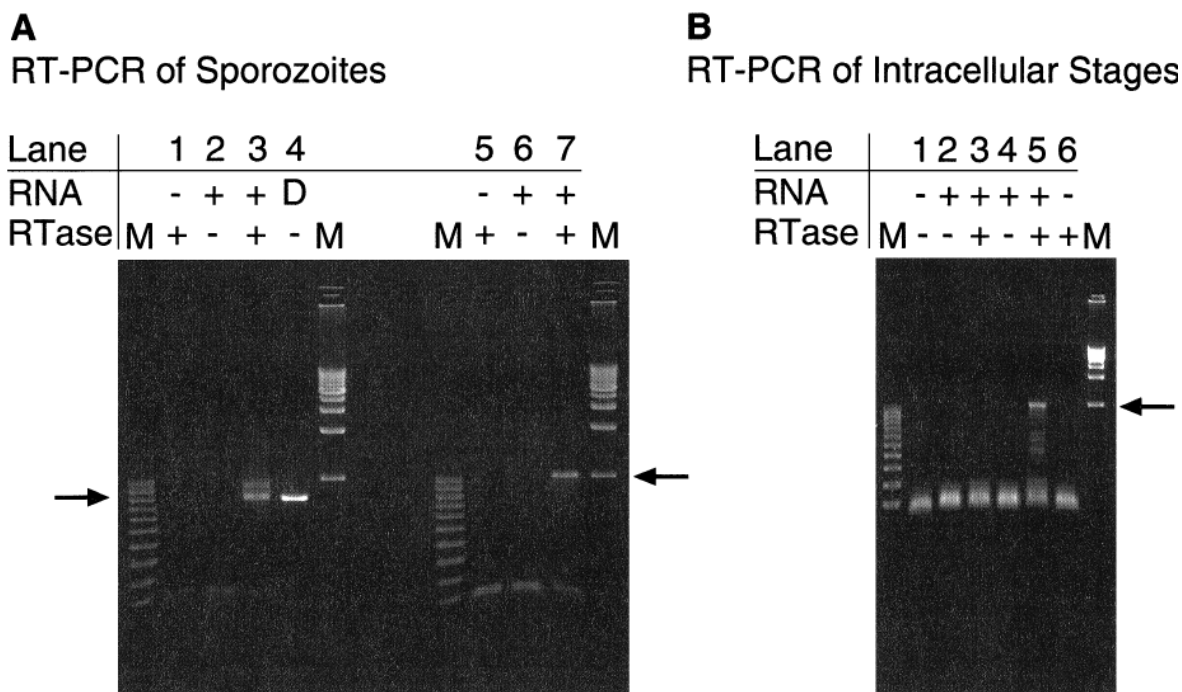 A
RT-PCR of Sporozoites
Lane 1 2 3 4 5 6 7
RNA - + + D - + +
RTase M + - + - M M + - + M
B
RT-PCR of Intracellular Stages
Lane 1 2 3 4 5 6
RNA - + + + + -
RTase M - - + - + + M